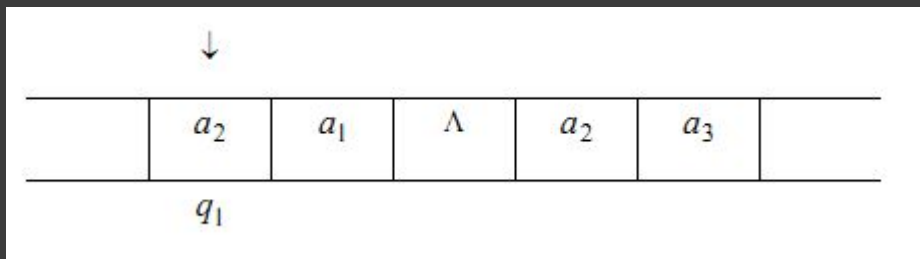 ↓
a₂ a₁ Λ a₂ a₃
q₁